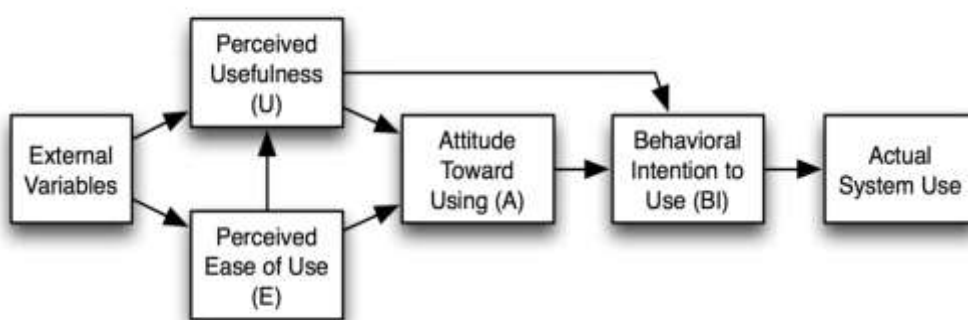 External
Variables
Perceived
Usefulness
(U)
Perceived
Ease of Use
(E)
Attitude
Toward
Using (A)
Behavioral
Intention to
Use (BI)
Actual
System Use